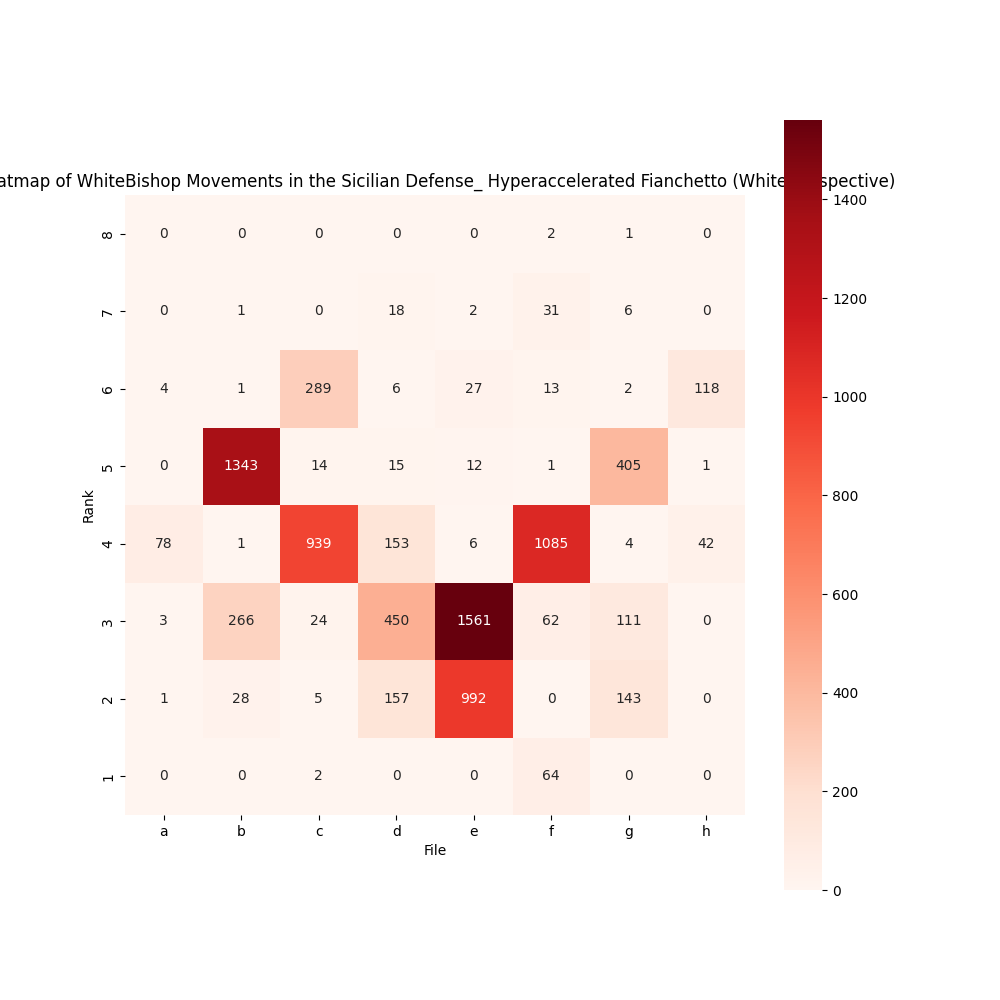 atmap of WhiteBishop Movements in the Sicilian Defense_ Hyperaccelerated Fianchetto (White spective)
1400
8 0 0 0 0 0 2 1 0
1200
7 0 1 0 18 2 31 6 0
1000
6 4 1 289 6 27 13 2 118
5 0 1343 14 15 12 1 405 1
800
Rank
4 78 1 939 153 6 1085 4 42
600
3 3 266 24 450 1561 62 111 0
400
2 1 28 5 157 992 0 143 0
200
1 0 0 2 0 0 64 0 0
a b c d e f g h
File
0